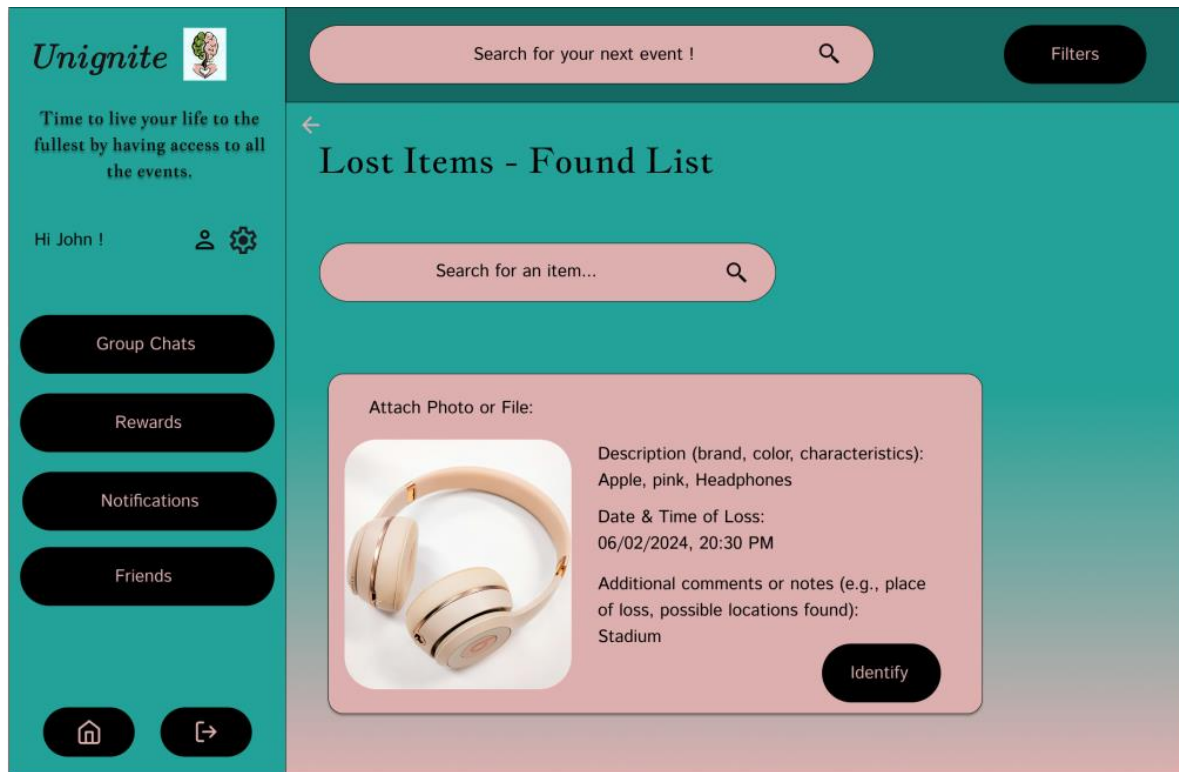 Unignite
Time to live your life to the
fullest by having access to all
the events.
Hi John !
Group Chats
Rewards
Notifications
Friends
Search for your next event !
Filters
Lost Items - Found List
Search for an item...
Attach Photo or File:
Description (brand, color, characteristics):
Apple, pink, Headphones
Date & Time of Loss:
06/02/2024, 20:30 PM
Additional comments or notes (e.g., place
of loss, possible locations found):
Stadium
Identify